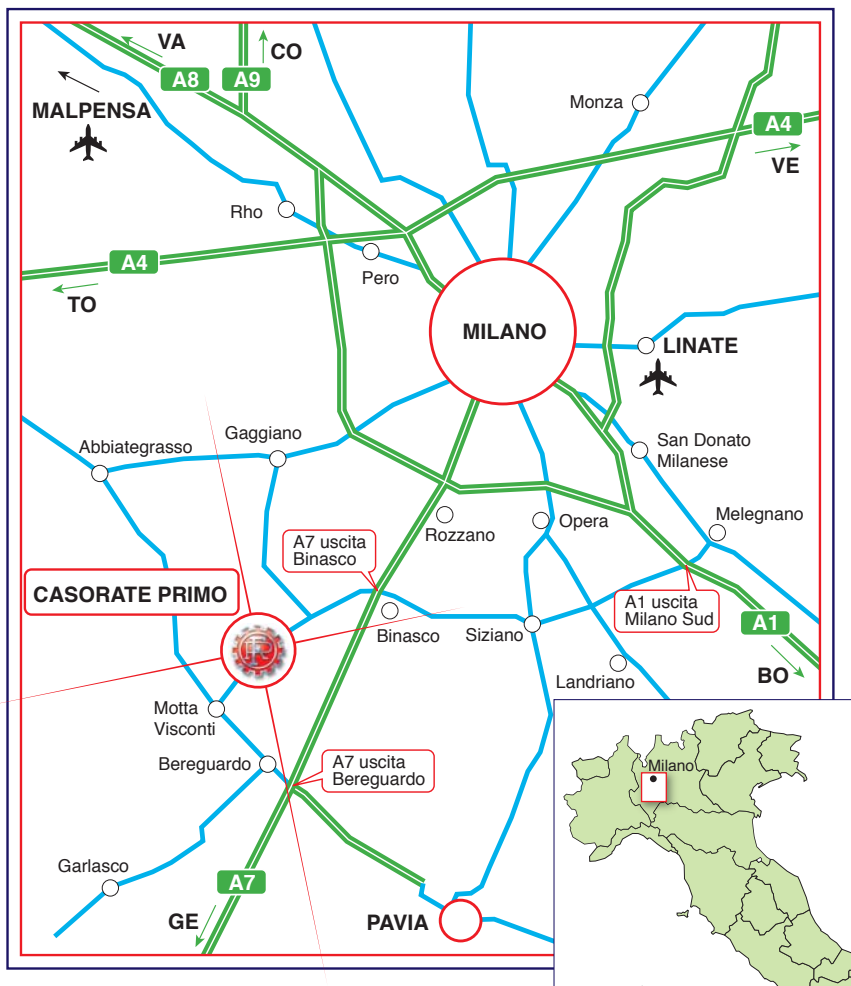 VA
CO
A8
A9
MALPENSA
Monza
A4
VE
Rho
A4
Pero
TO
MILANO
LINATE
Abbiategrasso
Gaggiano
San Donato
Milanese
Rozzano
Opera
Melegnano
A7 uscita
Binasco
CASORATE PRIMO
A1 uscita
Milano Sud
Binasco
Siziano
A1
Landriano
BO
Motta
Visconti
Bereguardo
A7 uscita
Bereguardo
Milano
Garlasco
A7
GE
PAVIA